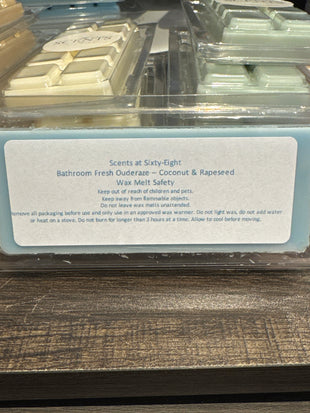 SCENTS
Scents at Sixty-Eight
Bathroom Fresh Ouderaze ~ Coconut & Rapeseed
Wax Melt Safety
Keep out of reach of children and pets.
Keep away from flammable objects.
Do not leave wax melts unattended.
Remove all packaging before use and only use in an approved wax warmer. Do not light wax, do not add water
or heat on a stove. Do not burn for longer than 3 hours at a time. Allow to cool before moving.